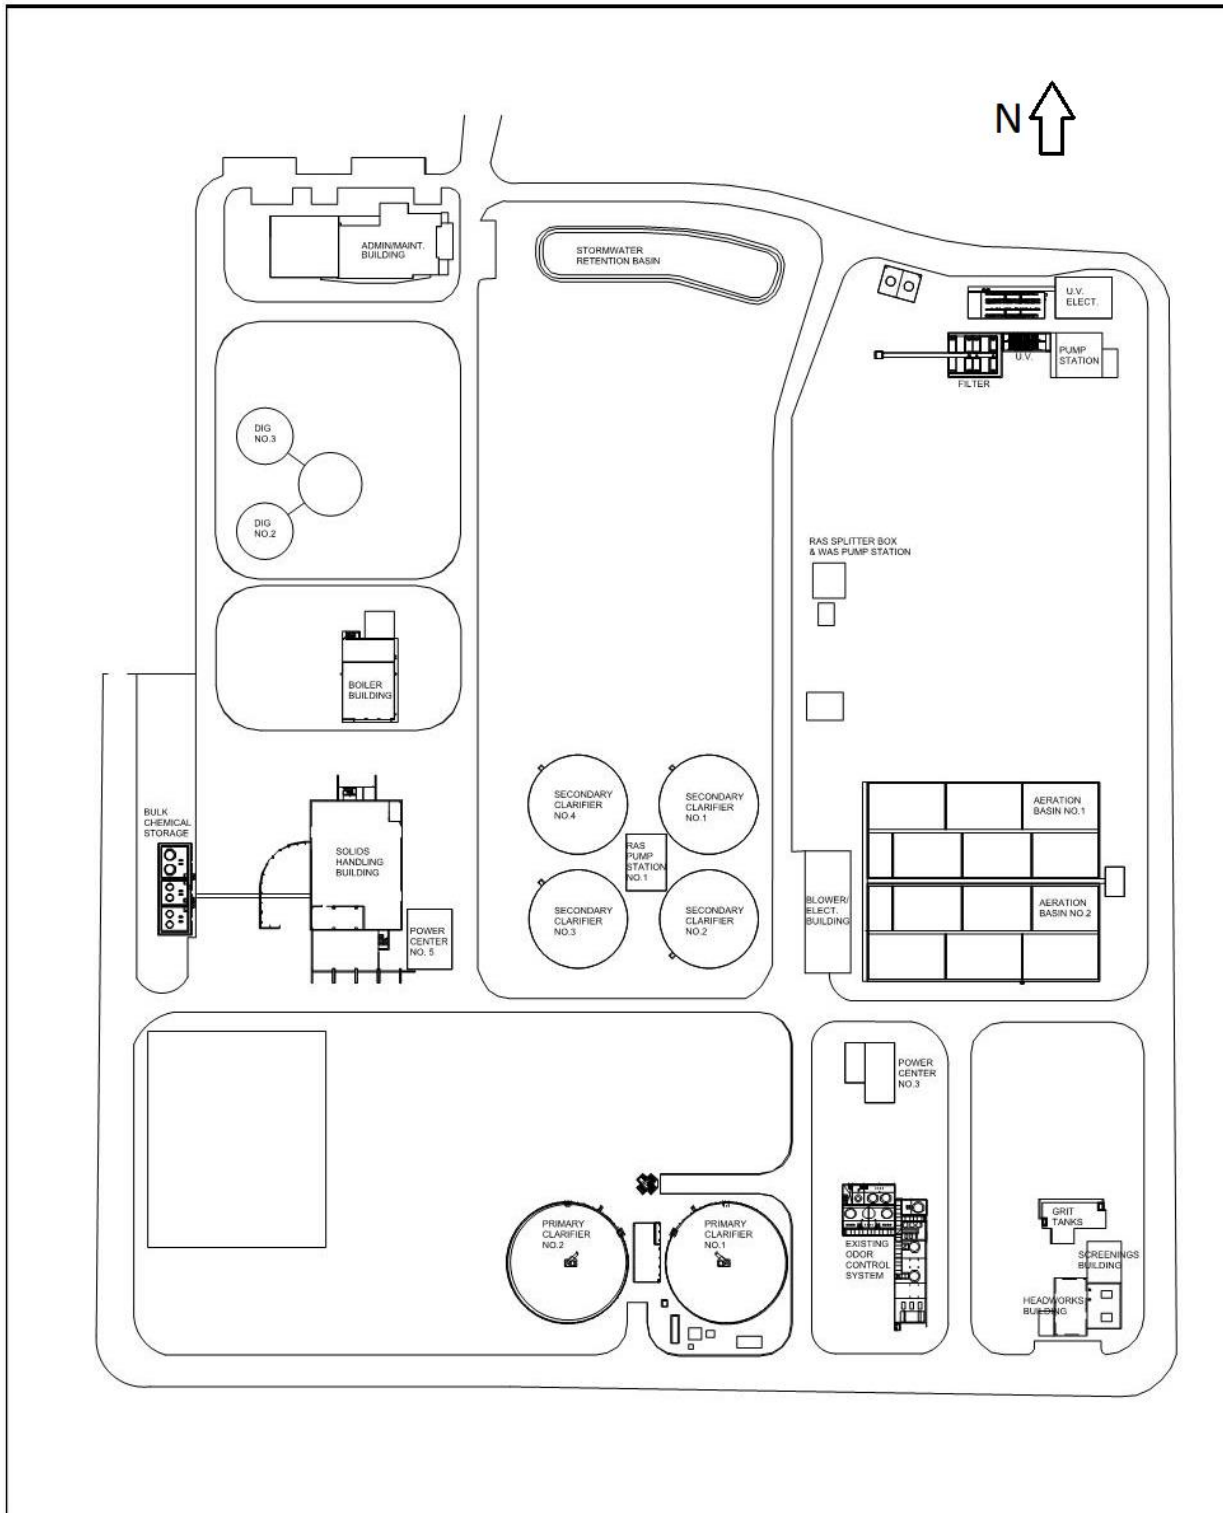 N
ADMIN/MAINT.
BUILDING
STORMWATER
RETENTION BASIN
U.V.
ELECT.
U.V.
PUMP
STATION
FILTER
DIG
NO.3
DIG
NO.2
RAS SPLITTER BOX
& WAS PUMP STATION
BOILER
BUILDING
BULK
CHEMICAL
STORAGE
SOLIDS
HANDLING
BUILDING
POWER
CENTER
NO. 5
SECONDARY
CLARIFIER
NO.4
SECONDARY
CLARIFIER
NO.1
RAS
PUMP
STATION
NO.1
SECONDARY
CLARIFIER
NO.3
SECONDARY
CLARIFIER
NO.2
BLOWER/
ELECT.
BUILDING
AERATION
BASIN NO.1
AERATION
BASIN NO.2
POWER
CENTER
NO.3
PRIMARY
CLARIFIER
NO.2
PRIMARY
CLARIFIER
NO.1
EXISTING
ODOR
CONTROL
SYSTEM
GRIT
TANKS
SCREENINGS
BUILDING
HEADWORKS
BUILDING